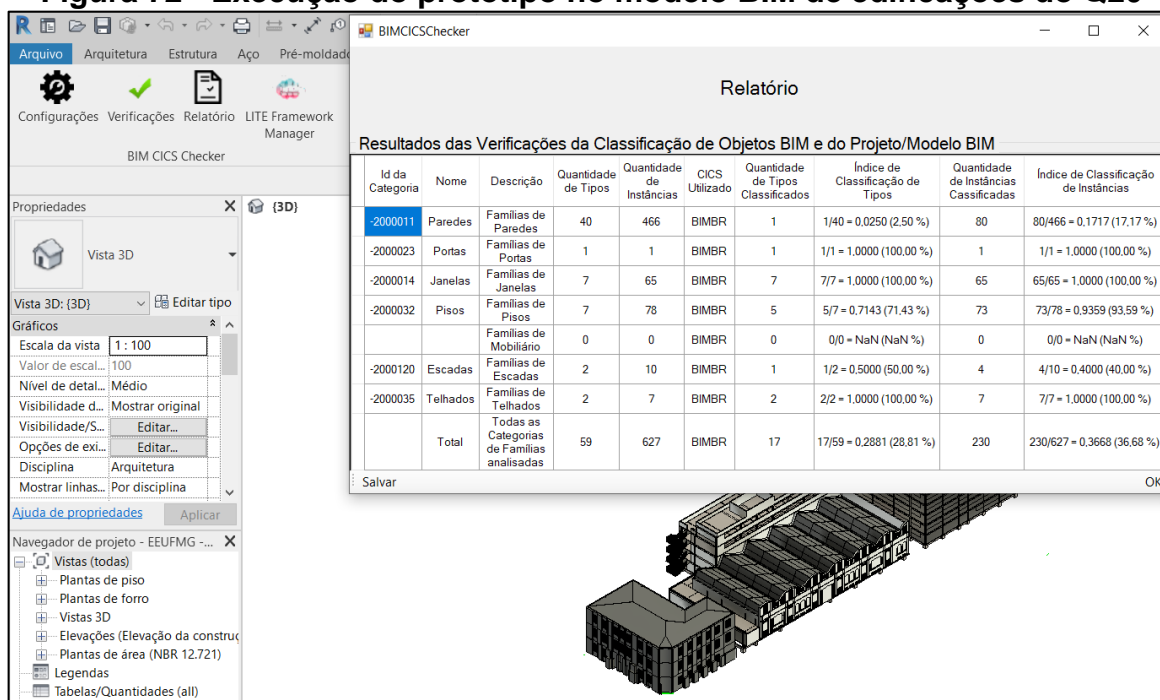 Figura 72 - Execução do protótipo no modelo BIM de edificações do Q20
BIMCICSChecker
Arquivo Arquitetura Estrutura Aço Pré-moldado
Configurações Verificações Relatório LITE Framework
Manager
BIM CICS Checker
Relatório
Resultados das Verificações da Classificação de Objetos BIM e do Projeto/Modelo BIM
Id da Categoria Nome Descrição Quantidade de Tipos Quantidade de Instâncias CICS Utilizado Quantidade de Tipos Classificados Índice de Classificação de Tipos Quantidade de Instâncias Cassificadas Índice de Classificação de Instâncias
-2000011 Paredes Famílias de Paredes 40 466 BIMBR 1 1/40 = 0,0250 (2,50 %) 80 80/466 = 0,1717 (17,17 %)
-2000023 Portas Famílias de Portas 1 1 BIMBR 1 1/1 = 1,0000 (100,00 %) 1 1/1 = 1,0000 (100,00 %)
-2000014 Janelas Famílias de Janelas 7 65 BIMBR 7 7/7 = 1,0000 (100,00 %) 65 65/65 = 1,0000 (100,00 %)
-2000032 Pisos Famílias de Pisos 7 78 BIMBR 5 5/7 = 0,7143 (71,43 %) 73 73/78 = 0,9359 (93,59 %)
Famílias de Mobiliário 0 0 BIMBR 0 0/0 = NaN (NaN %) 0 0/0 = NaN (NaN %)
-2000120 Escadas Famílias de Escadas 2 10 BIMBR 1 1/2 = 0,5000 (50,00 %) 4 4/10 = 0,4000 (40,00 %)
-2000035 Telhados Famílias de Telhados 2 7 BIMBR 2 2/2 = 1,0000 (100,00 %) 7 7/7 = 1,0000 (100,00 %)
Total Todas as Categorias de Famílias analisadas 59 627 BIMBR 17 17/59 = 0,2881 (28,81 %) 230 230/627 = 0,3668 (36,68 %)
Salvar OK
Propriedades
{3D}
Vista 3D
Vista 3D: {3D} Editar tipo
Gráficos
Escala da vista 1 : 100
Valor de escal... 100
Nível de detal... Médio
Visibilidade d... Mostrar original
Visibilidade/S... Editar...
Opções de exi... Editar...
Disciplina Arquitetura
Mostrar linhas... Por disciplina
Ajuda de propriedades Aplicar
Navegador de projeto - EEUFMG -...
Vistas (todas)
Plantas de piso
Plantas de forro
Vistas 3D
Elevações (Elevação da construç
Plantas de área (NBR 12.721)
Legendas
Tabelas/Quantidades (all)